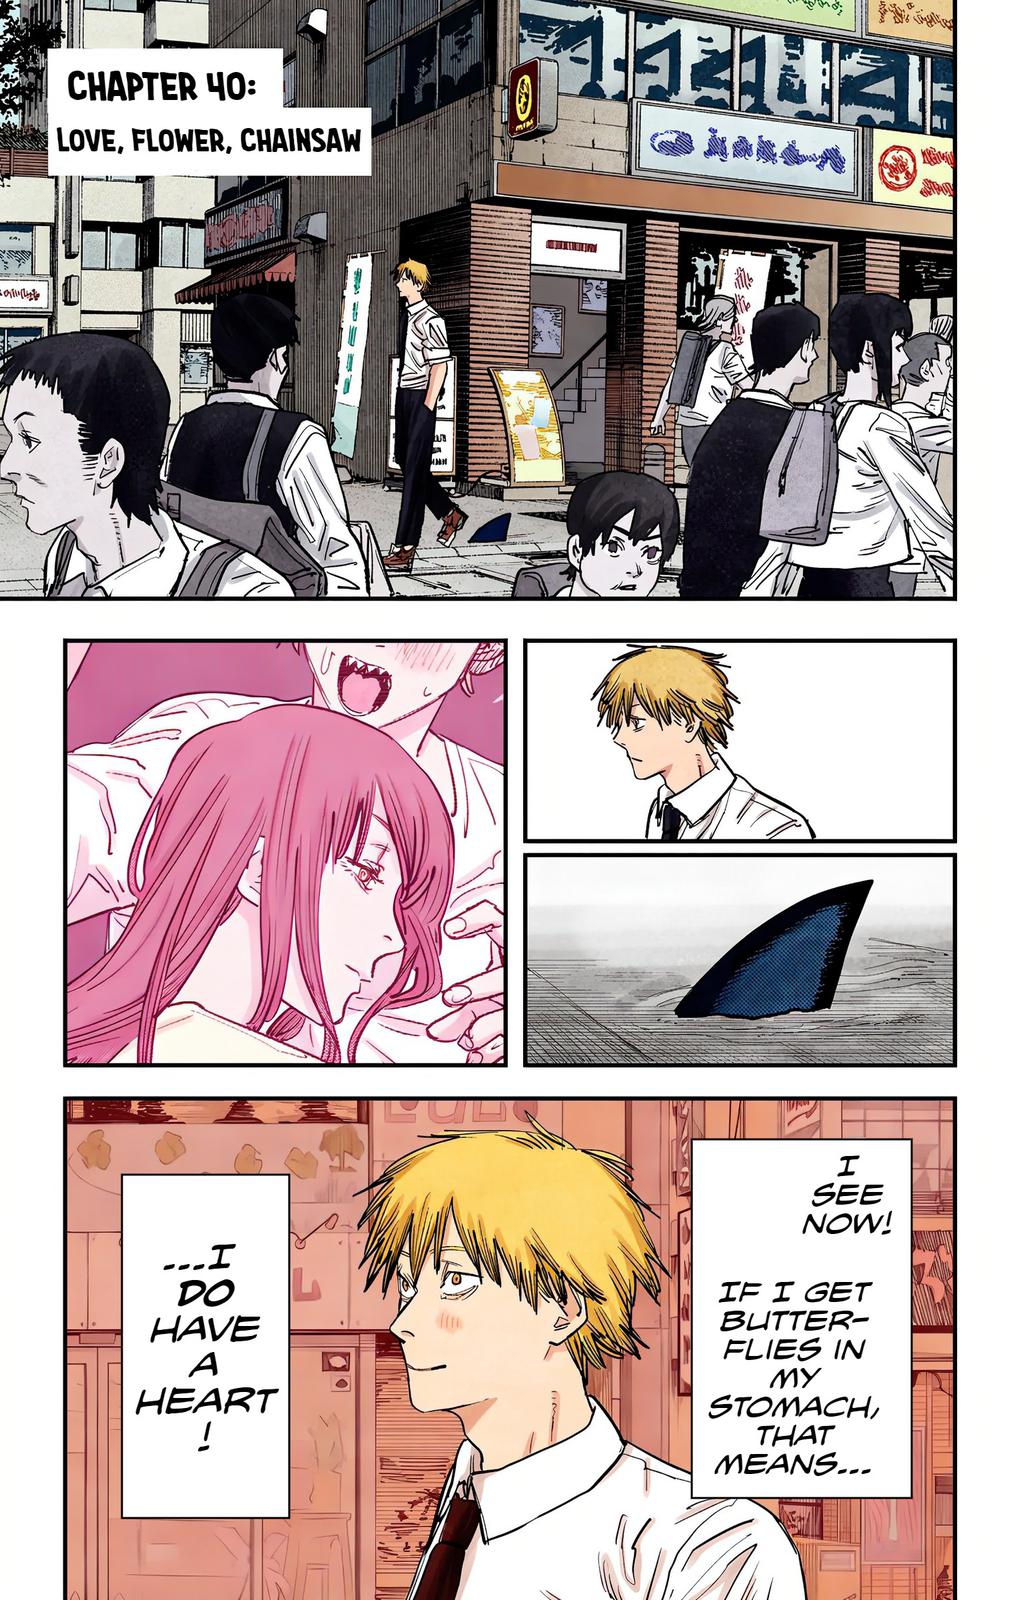 CHAPTER 40:
LOVE, FLOWER, CHAINSAW
I
SEE
NOW!
IF I GET
BUTTER-
FLIES IN
MY
STOMACH,
THAT
MEANS...
...I
DO
HAVE
A
HEART
!